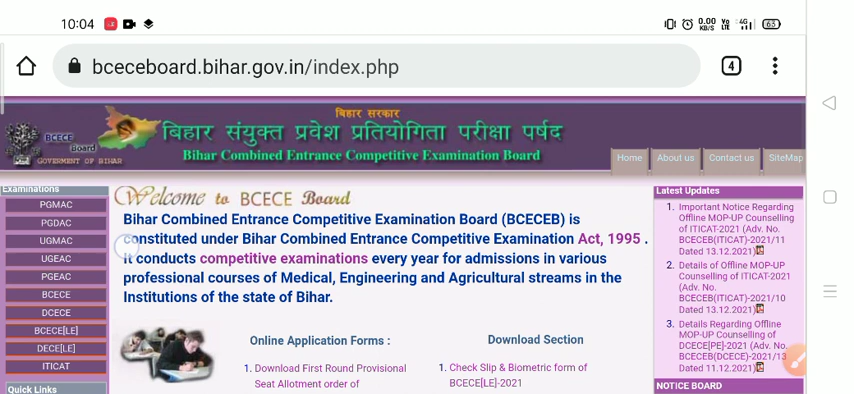 10:04
0.00
KB/S
Vo
LTE
4G
63
bceceboard.bihar.gov.in/index.php
4
बिहार सरकार
BCECE
Board
GOVERMENT OF BIHAR
बिहार संयुक्त प्रवेश प्रतियोगिता परीक्षा पर्षद
Bihar Combined Entrance Competitive Examination Board
Home
About us
Contact us
SiteMap
Examinations
PGMAC
PGDAC
UGMAC
UGEAC
PGEAC
BCECE
DCECE
BCECE[LE]
DECE[LE]
ITICAT
Quick Links
Welcome to BCECE Board
Bihar Combined Entrance Competitive Examination Board (BCECEB) is
constituted under Bihar Combined Entrance Competitive Examination Act, 1995 .
It conducts competitive examinations every year for admissions in various
professional courses of Medical, Engineering and Agricultural streams in the
Institutions of the state of Bihar.
Online Application Forms :
1. Download First Round Provisional
Seat Allotment order of
Download Section
1. Check Slip & Biometric form of
BCECE[LE]-2021
Latest Updates
1. Important Notice Regarding
Offline MOP-UP Counselling
of ITICAT-2021 (Adv. No.
BCECEB(ITICAT)-2021/11
Dated 13.12.2021)
2. Details of Offline MOP-UP
Counselling of ITICAT-2021
(Adv. No.
BCECEB(ITICAT)-2021/10
Dated 13.12.2021)
3. Details Regarding Offline
MOP-UP Counselling of
DCECE[PE]-2021 (Adv. No.
BCECEB(DCECE)-2021/13
Dated 11.12.2021)
NOTICE BOARD